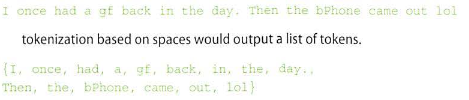 I once had a gf back in the day. Then the bPhone came out lol
tokenization based on spaces would output a list of tokens.
{I, once, had, a, gf, back, in, the, day.,
Then, the, bPhone, came, out, lol}